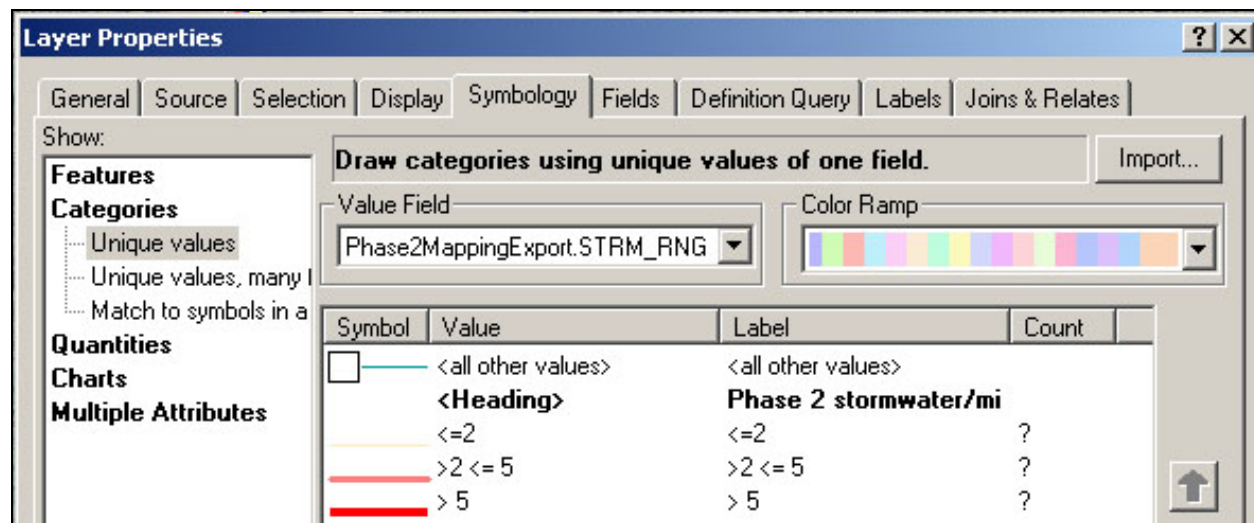 Layer Properties
General Source Selection Display Symbology Fields Definition Query Labels Joins & Relates
Show:
Features
Categories
Unique values
Unique values, many
Match to symbols in a
Quantities
Charts
Multiple Attributes
Draw categories using unique values of one field.
Import...
Value Field
Phase2MappingExport.STRM_RNG
Color Ramp
Symbol Value Label Count
<all other values> <all other values>
<Heading> Phase 2 stormwater/mi
<=2 <=2 ?
>2 <= 5 >2 <= 5 ?
> 5 > 5 ?